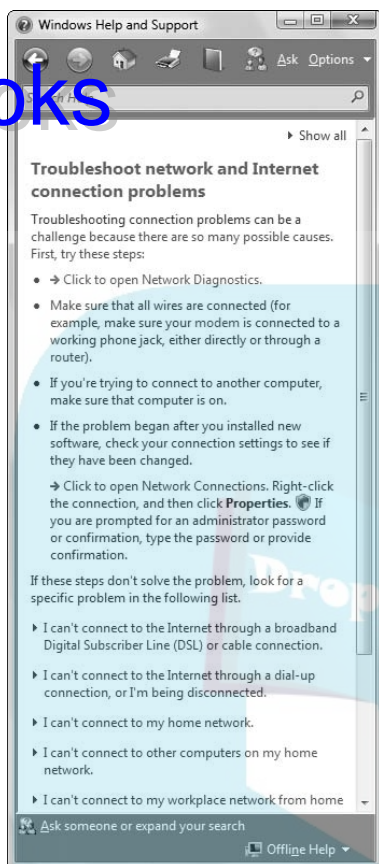 Windows Help and Support
Ask Options
oks
Search Help
Show all
Troubleshoot network and Internet
connection problems
Troubleshooting connection problems can be a
challenge because there are so many possible causes.
First, try these steps:
• → Click to open Network Diagnostics.
• Make sure that all wires are connected (for
example, make sure your modem is connected to a
working phone jack, either directly or through a
router).
• If you're trying to connect to another computer,
make sure that computer is on.
• If the problem began after you installed new
software, check your connection settings to see if
they have been changed.
→ Click to open Network Connections. Right-click
the connection, and then click Properties. If
you are prompted for an administrator password
or confirmation, type the password or provide
confirmation.
Drop
If these steps don't solve the problem, look for a
specific problem in the following list.
I can't connect to the Internet through a broadband
Digital Subscriber Line (DSL) or cable connection.
I can't connect to the Internet through a dial-up
connection, or I'm being disconnected.
I can't connect to my home network.
I can't connect to other computers on my home
network.
I can't connect to my workplace network from home
Ask someone or expand your search
Offline Help